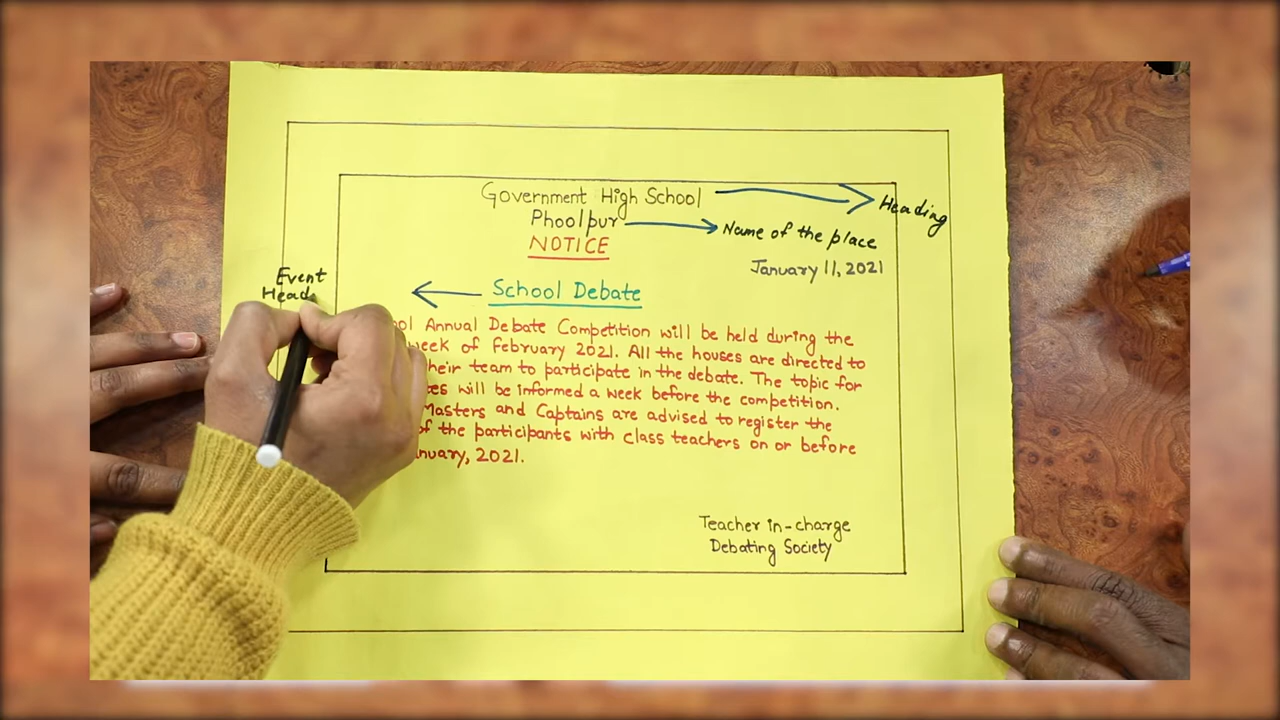 Government High School
Heading
Phoolpur
Name of the place
NOTICE
January 11, 2021
Event
School Debate
Annual Debate Competition will be held during the
of February 2021. All the houses are directed to
their team to participate in the debate. The topic for
will be informed a week before the competition.
Masters and Captains are advised to register the
of the participants with class teachers on or before
2021.
Teacher in-charge
Debating Society